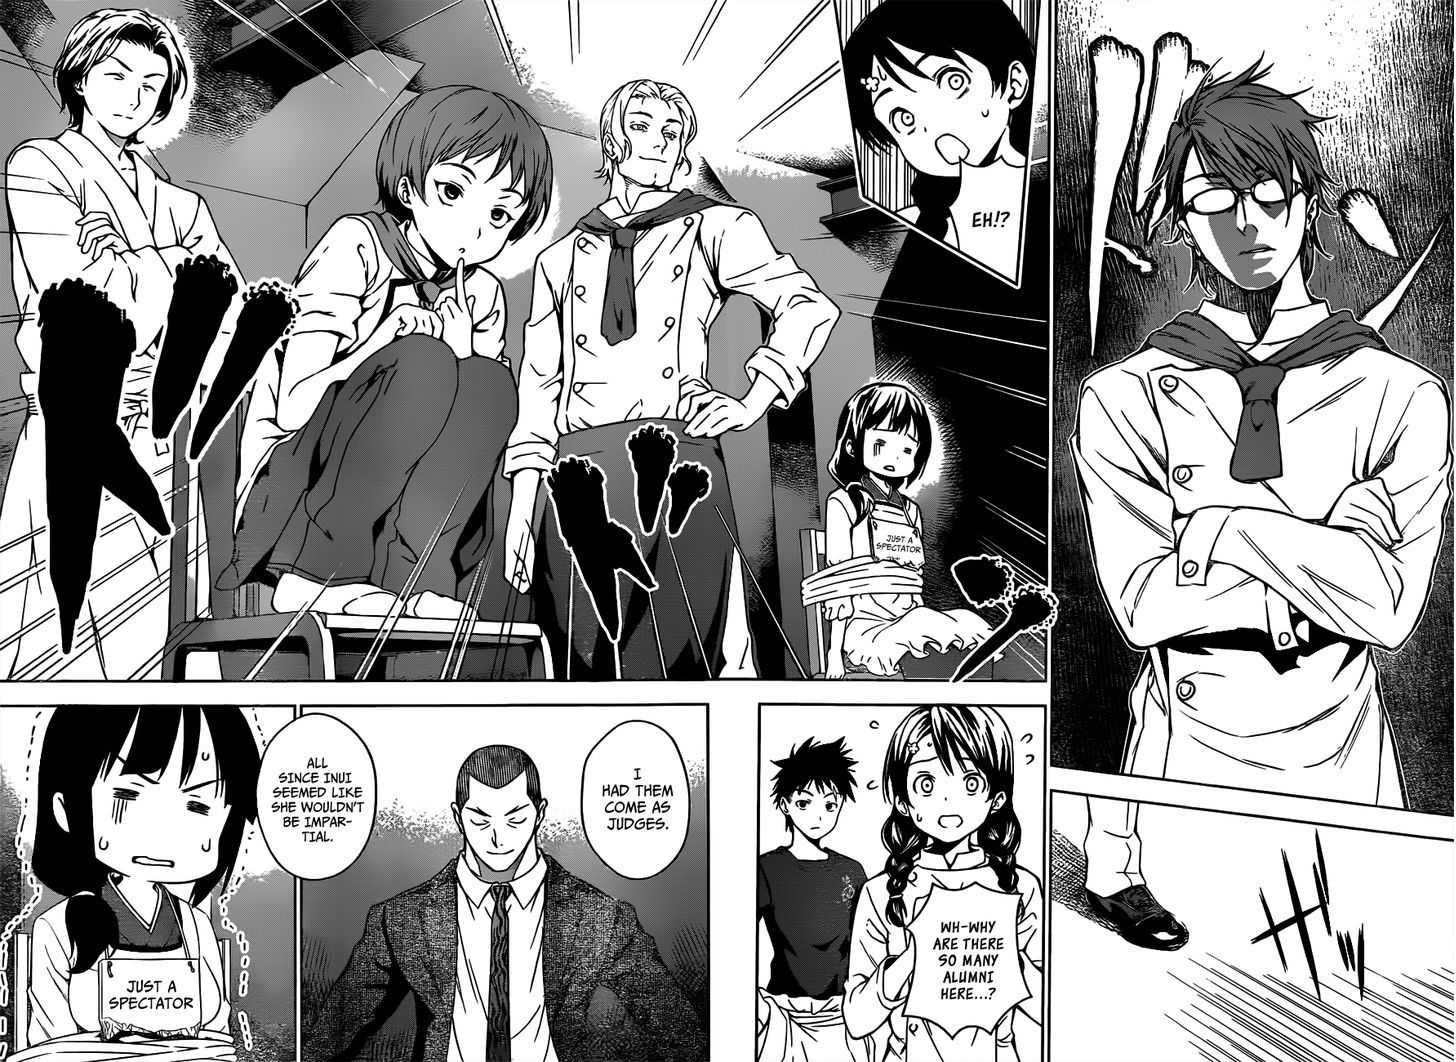 EH!?
JUST A
SPECTATOR
WH-WHY
ARE THERE
SO MANY
ALUMNI
HERE...?
I
HAD THEM
COME AS
JUDGES.
ALL
SINCE INUI
SEEMED LIKE
SHE WOULDN'T
BE IMPAR-
TIAL.
JUST A
SPECTATOR